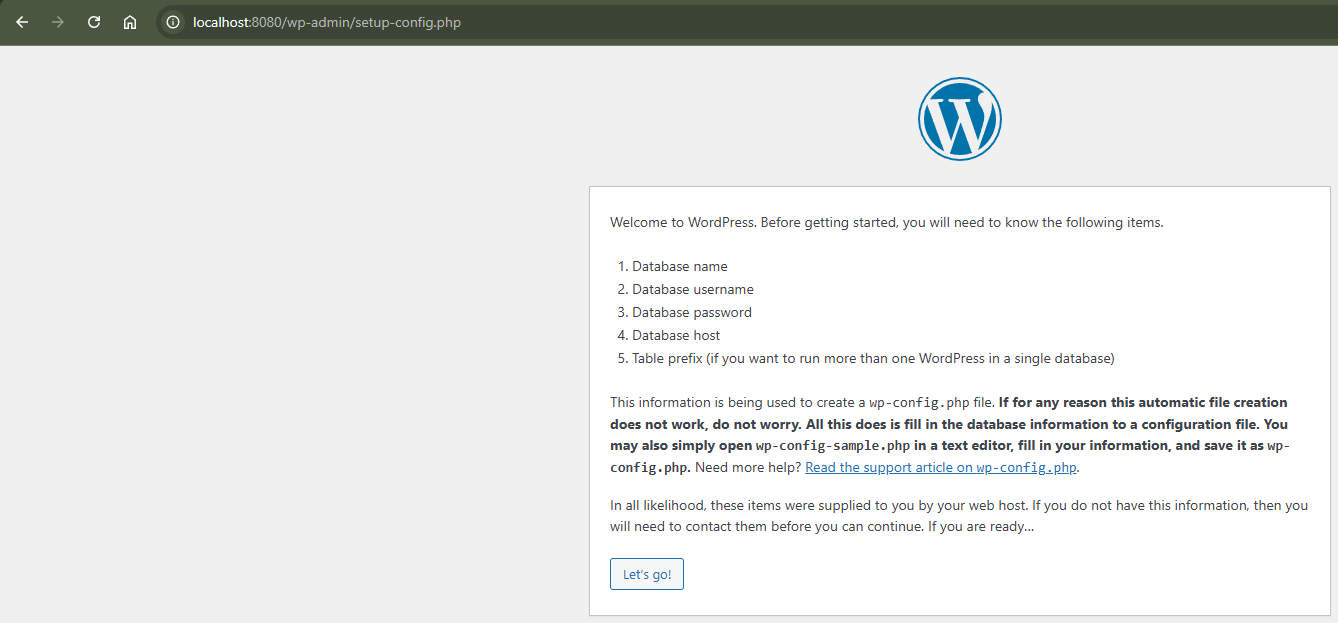 localhost:8080/wp-admin/setup-config.php
W
Welcome to WordPress. Before getting started, you will need to know the following items.
1. Database name
2. Database username
3. Database password
4. Database host
5. Table prefix (if you want to run more than one WordPress in a single database)
This information is being used to create a wp-config.php file. If for any reason this automatic file creation
does not work, do not worry. All this does is fill in the database information to a configuration file. You
may also simply open wp-config-sample.php in a text editor, fill in your information, and save it as wp-
config.php. Need more help? Read the support article on wp-config.php.
In all likelihood, these items were supplied to you by your web host. If you do not have this information, then you
will need to contact them before you can continue. If you are ready…
Let's go!